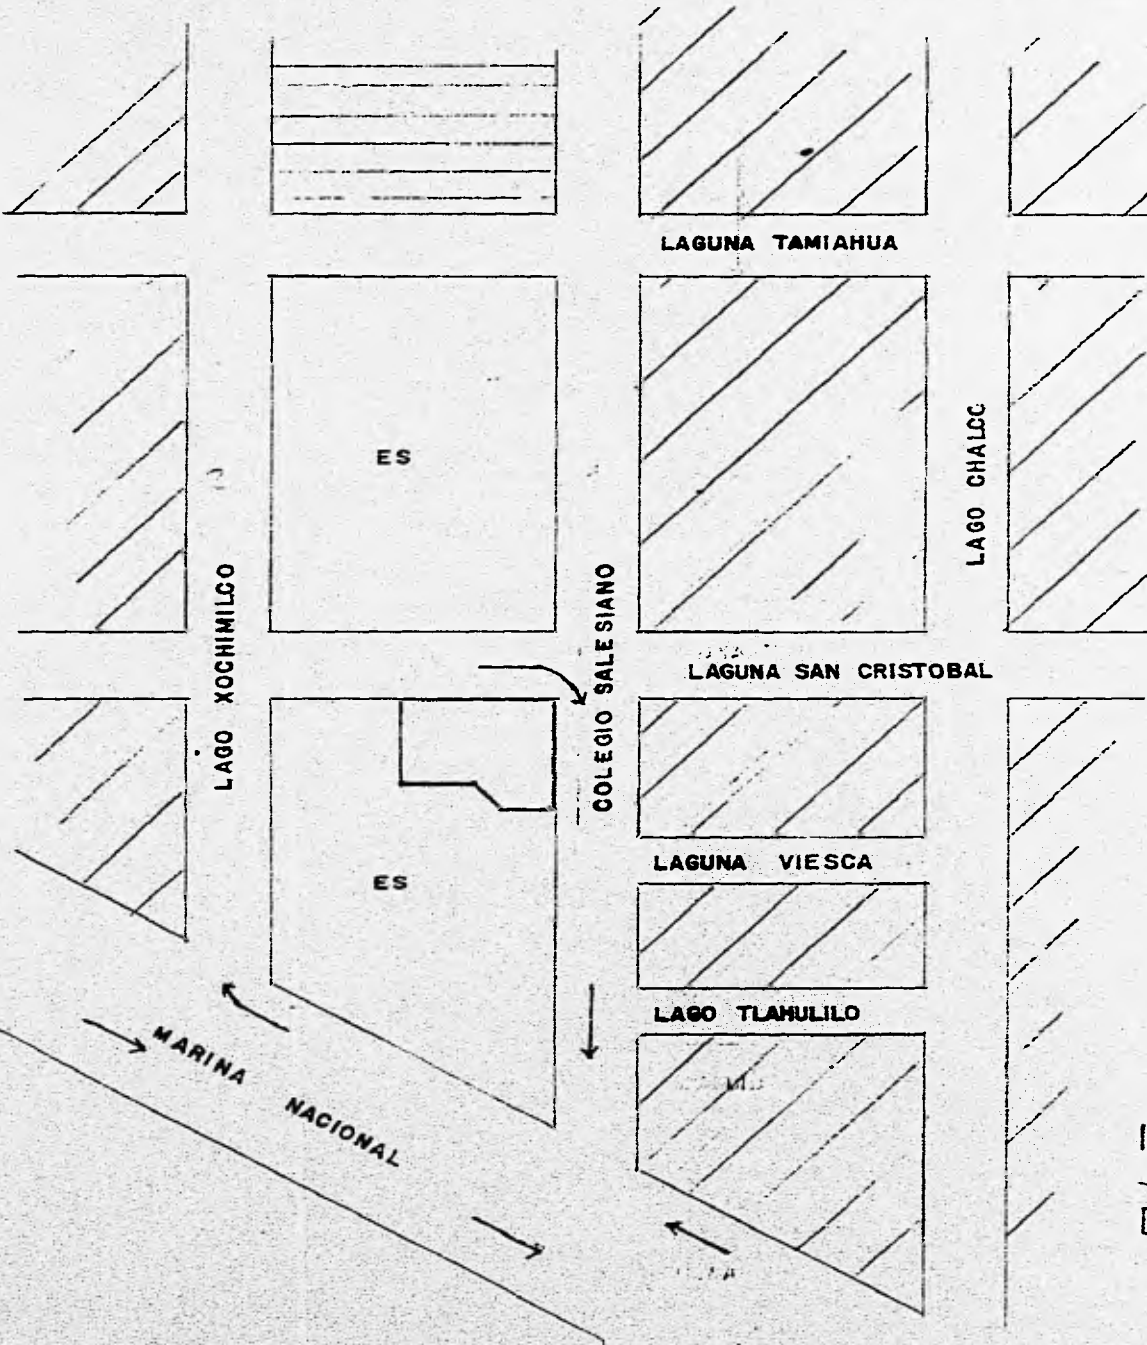 LAGUNA TAMIAHUA
ES
LAGO CHALCC
LAGO XOCHIMILCO
COLEGIO SALESIANO
LAGUNA SAN CRISTOBAL
LAGUNA VIESCA
ES
LAGO TLAHULILO
MARINA
NACIONAL